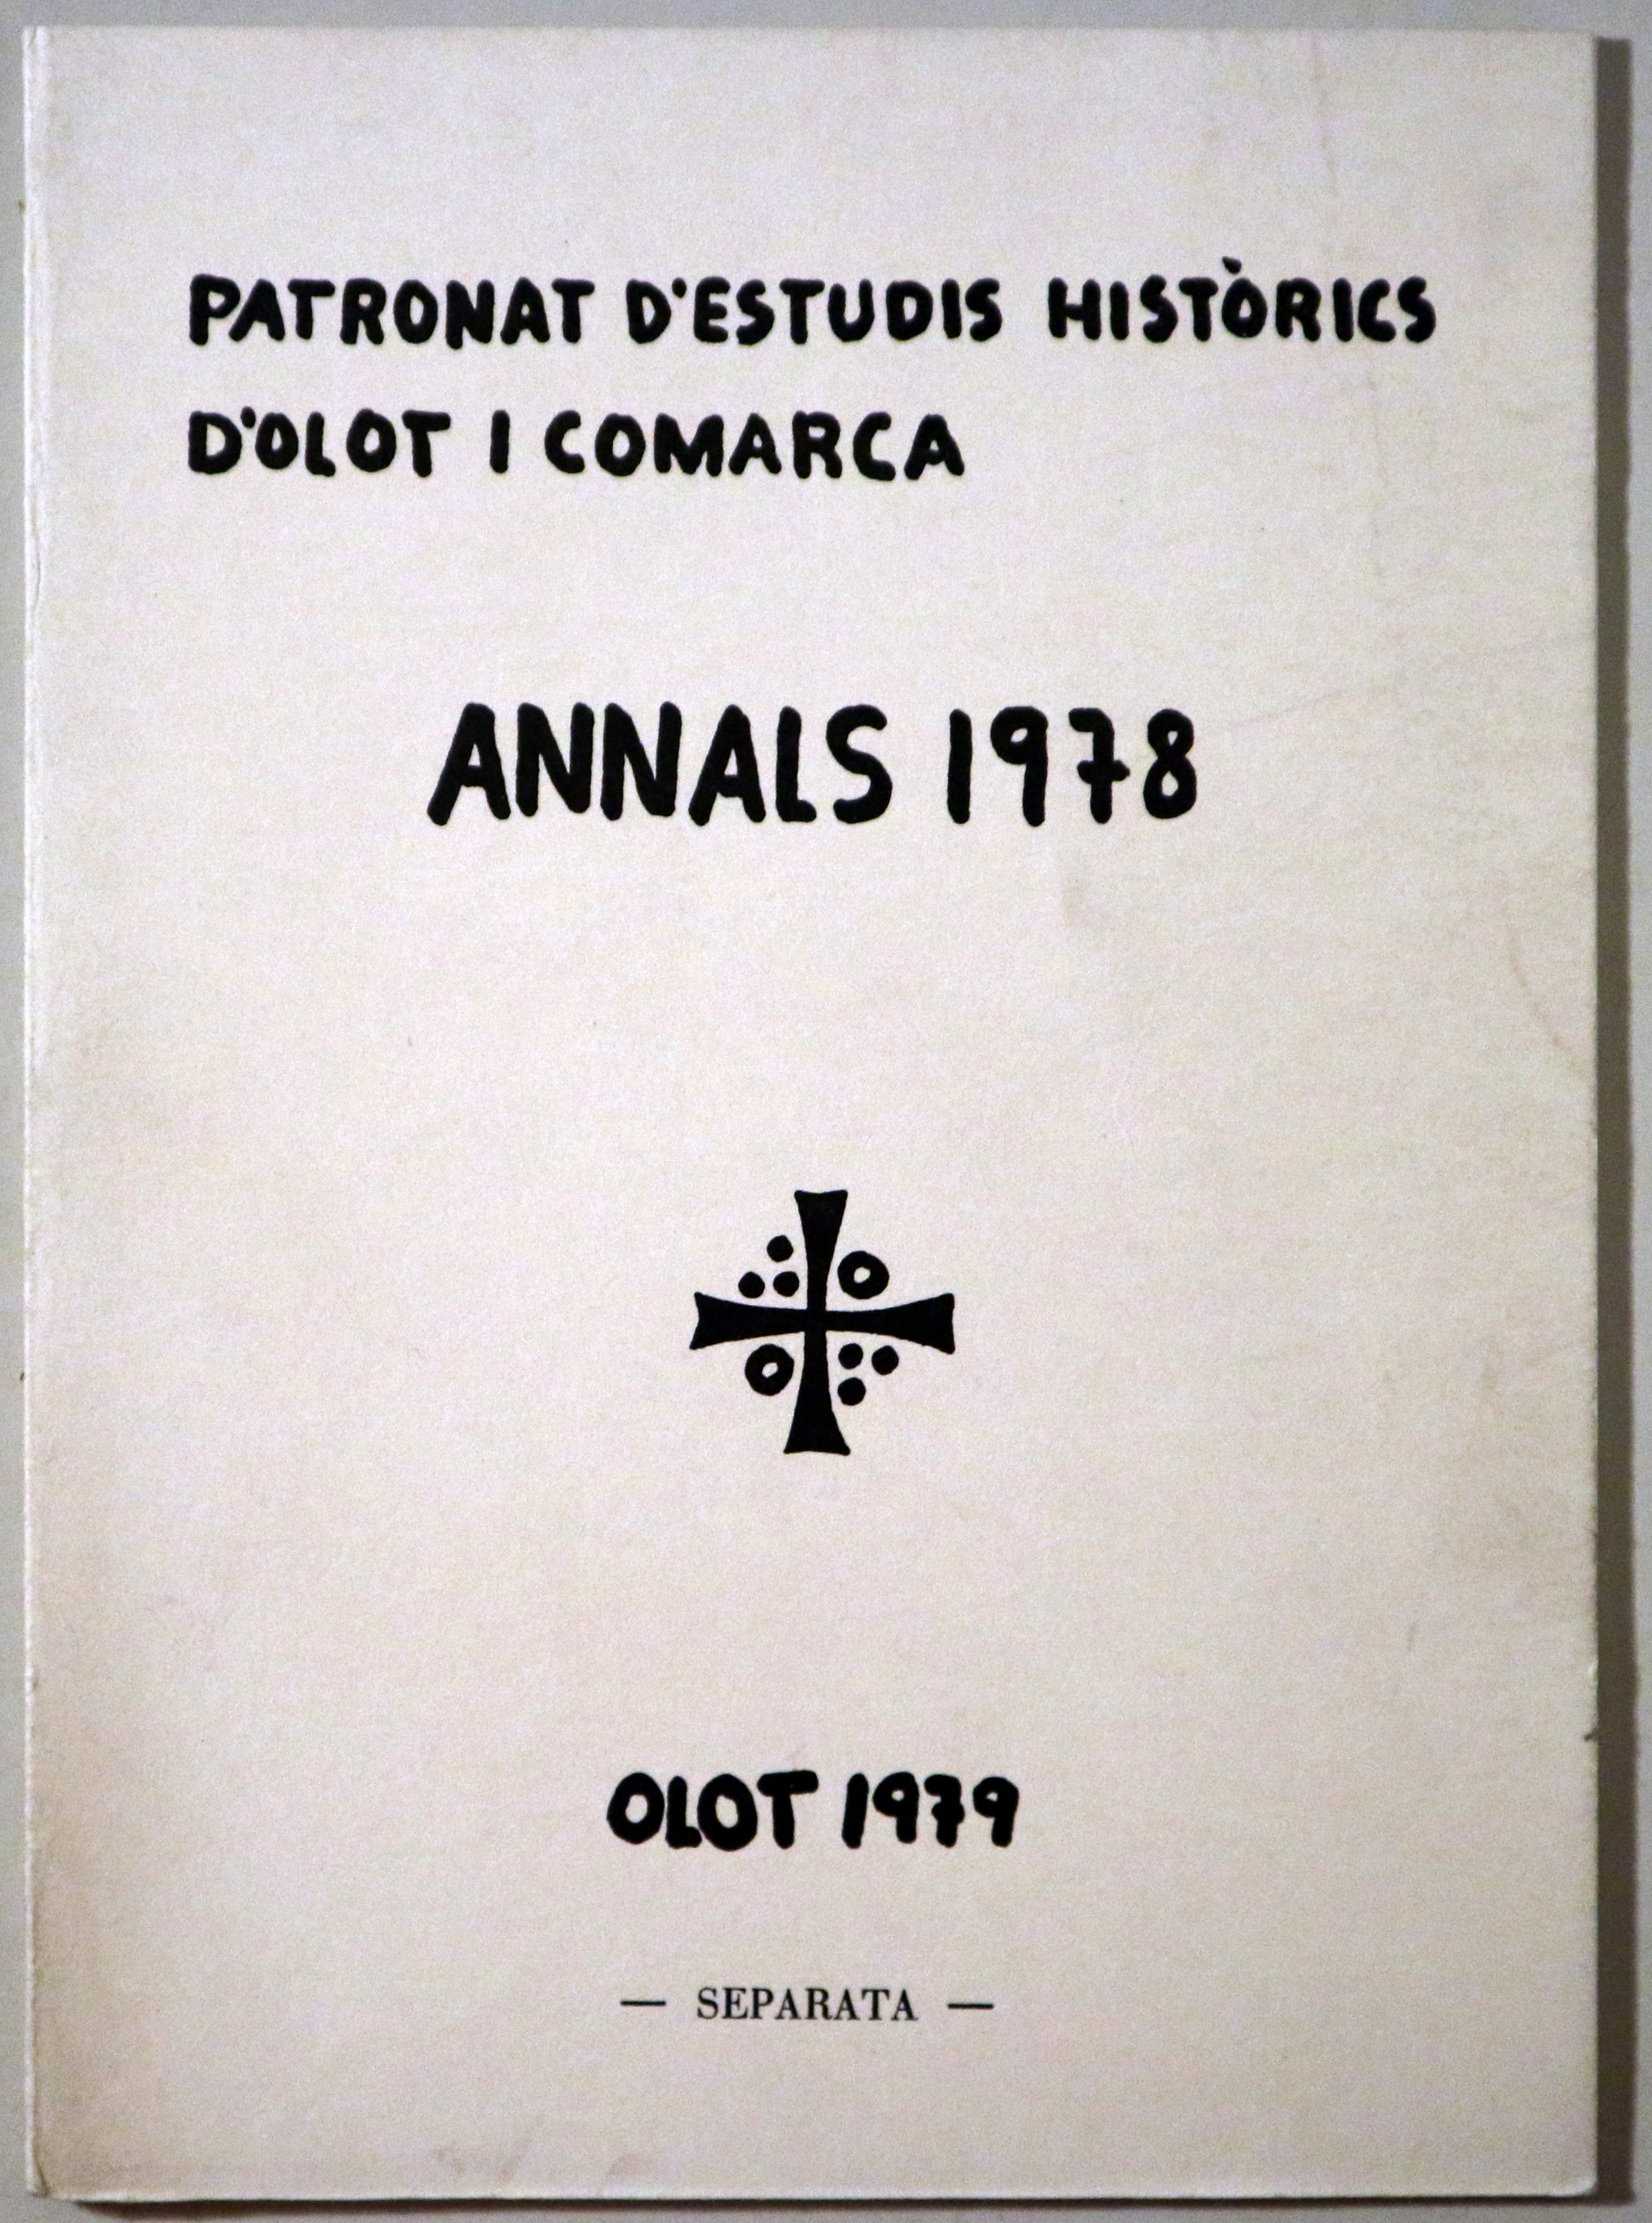 PATRONAT D'ESTUDIS HISTÒRICS
D'OLOT I COMARCA
ANNALS 1978
OLOT 1979
— SEPARATA —